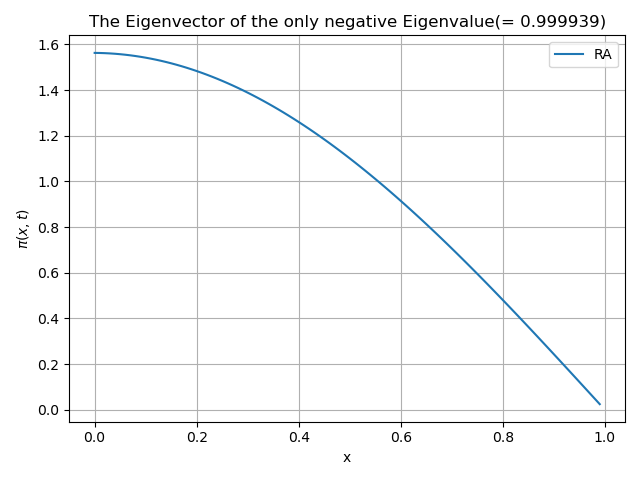 The Eigenvector of the only negative Eigenvalue(= 0.999939)
RA
1.6
1.4
1.2
1.0
0.8
0.6
0.4
0.2
0.0
π(x, t)
0.0 0.2 0.4 0.6 0.8 1.0
x